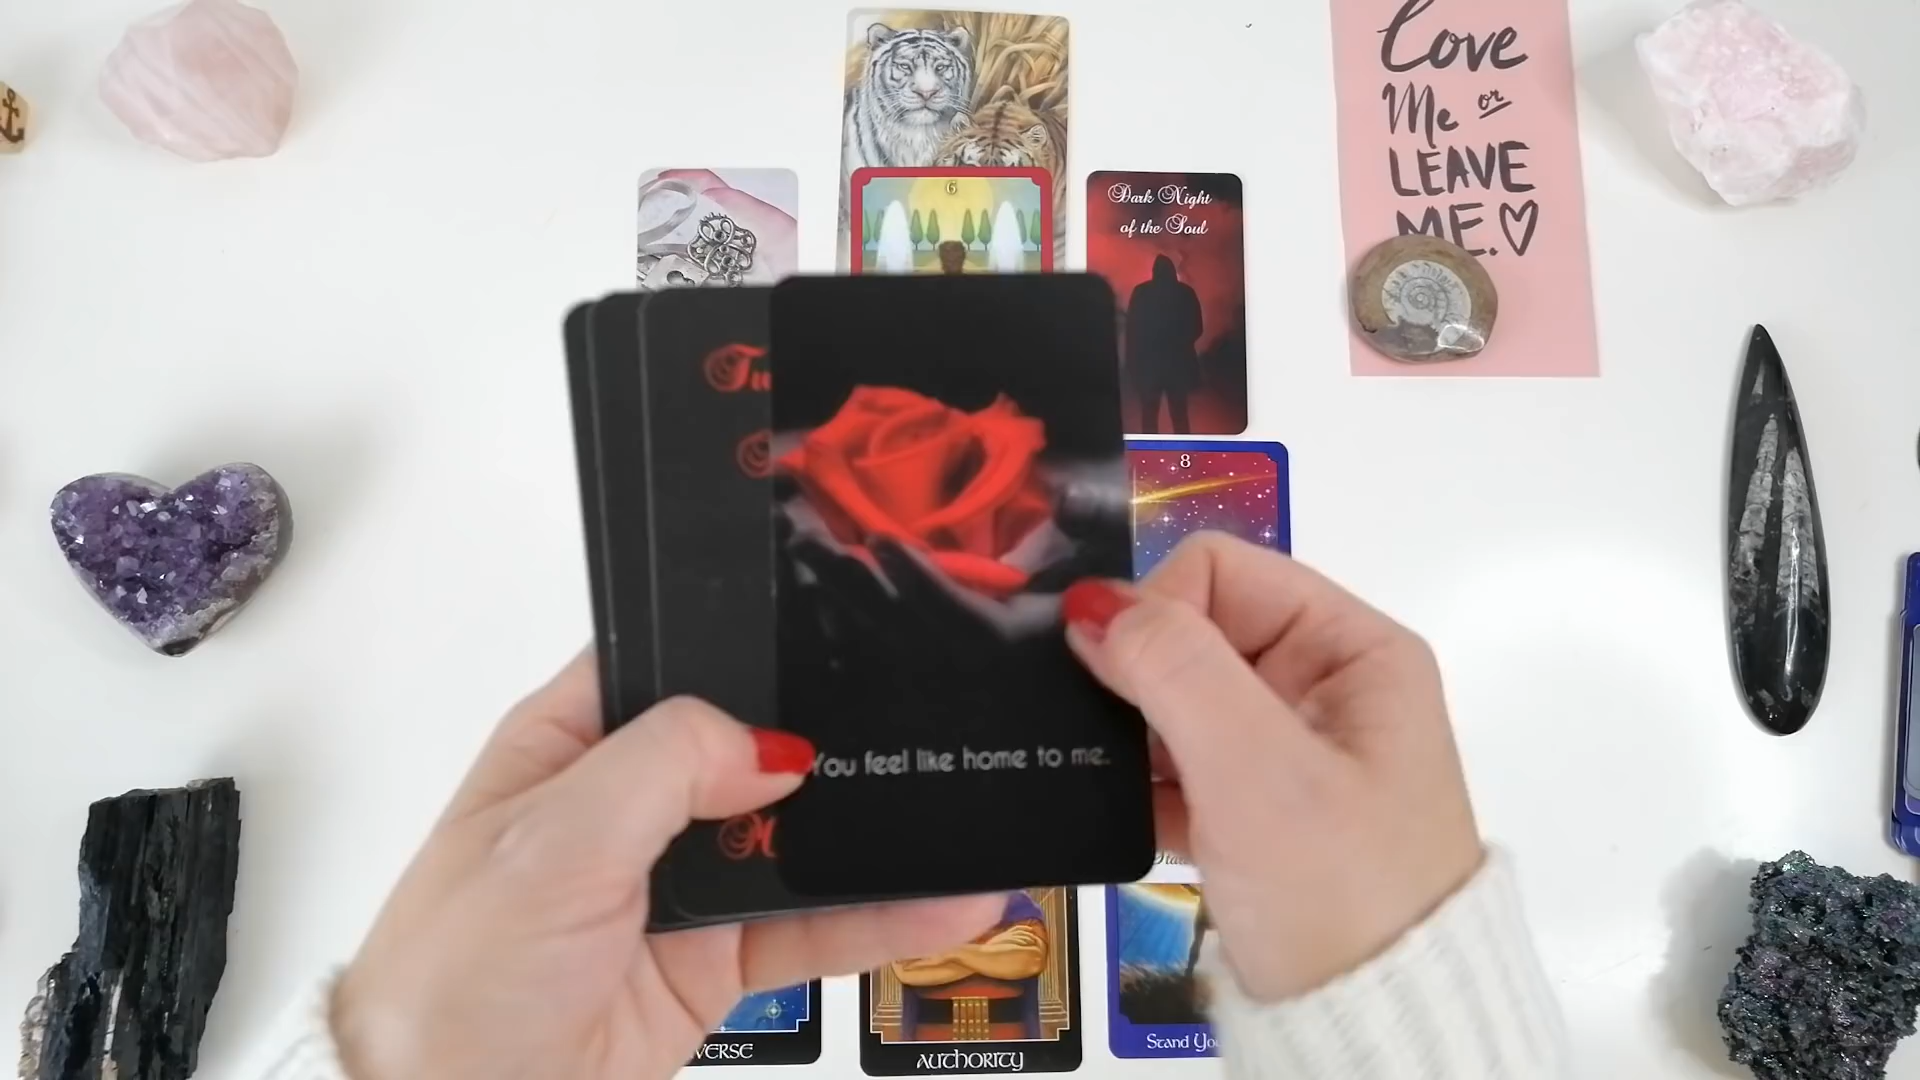 Love
Me or
LEAVE
ME.
6
Dark Night
of the Soul
8
You feel like home to me.
AUTHORITY